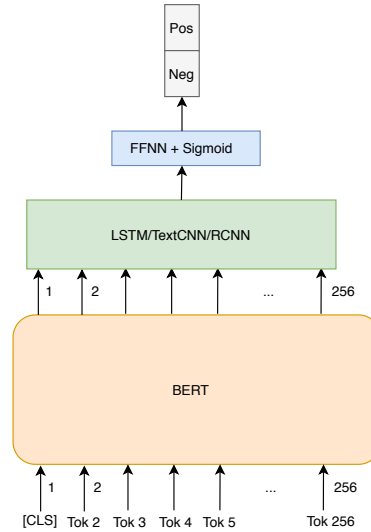 Pos
Neg
FFNN + Sigmoid
LSTM/TextCNN/RCNN
1 2 ... 256
BERT
1 2 ... 256
[CLS] Tok 2 Tok 3 Tok 4 Tok 5 Tok 256